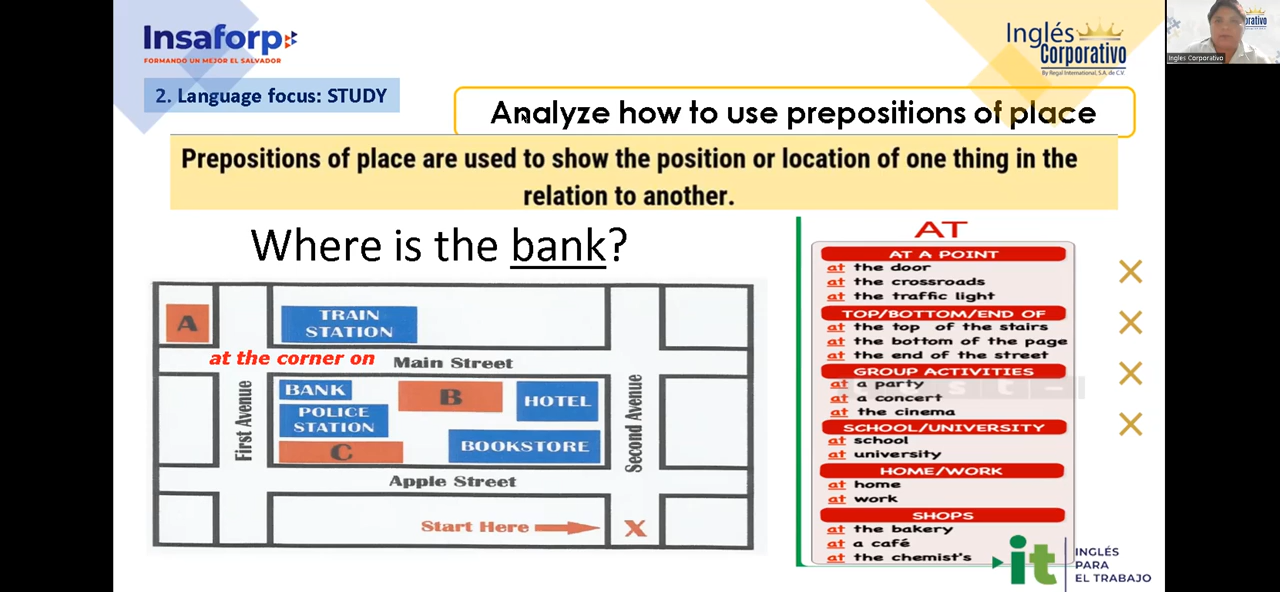 Insaforp
FORMANDO UN MEJOR EL SALVADOR
Inglés
Corporativo
By Regal International, S.A. de C.V.
Ingles Corporativo
2. Language focus: STUDY
Analyze how to use prepositions of place
Prepositions of place are used to show the position or location of one thing in the
relation to another.
Where is the bank?
A
TRAIN
STATION
at the corner on
Main Street
First Avenue
BANK
POLICE
STATION
B
HOTEL
C
BOOKSTORE
Second Avenue
Apple Street
Start Here
X
AT
AT A POINT
at the door
at the crossroads
at the traffic light
TOP/BOTTOM/END OF
at the top of the stairs
at the bottom of the page
at the end of the street
GROUP ACTIVITIES
at a party
at a concert
at the cinema
SCHOOL/UNIVERSITY
at school
at university
HOME/WORK
at home
at work
SHOPS
at the bakery
at a café
at the chemist's
it
INGLÉS
PARA
EL TRABAJO